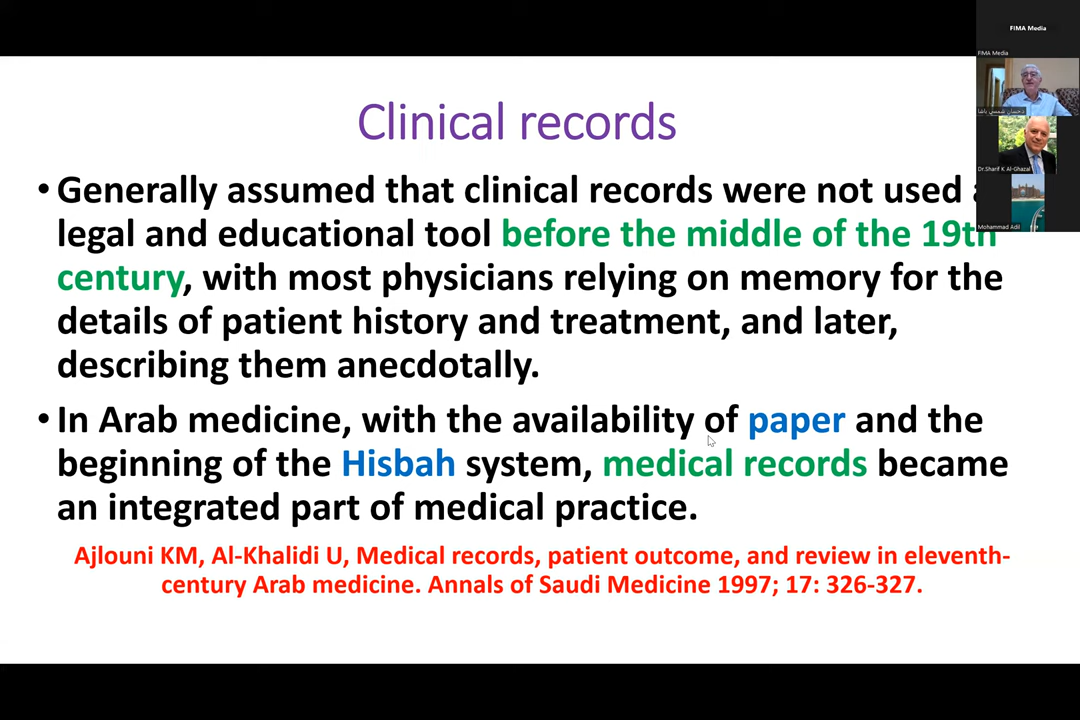 FIMA Media
FIMA Media
Clinical records
• Generally assumed that clinical records were not used
legal and educational tool before the middle of the 19th
century, with most physicians relying on memory for the
details of patient history and treatment, and later,
describing them anecdotally.
• In Arab medicine, with the availability of paper and the
beginning of the Hisbah system, medical records became
an integrated part of medical practice.
Ajlouni KM, Al-Khalidi U, Medical records, patient outcome, and review in eleventh-
century Arab medicine. Annals of Saudi Medicine 1997; 17: 326-327.
حسان شمسي باشا
Dr.Sharif K Al-Ghazal
Mohammad Adil